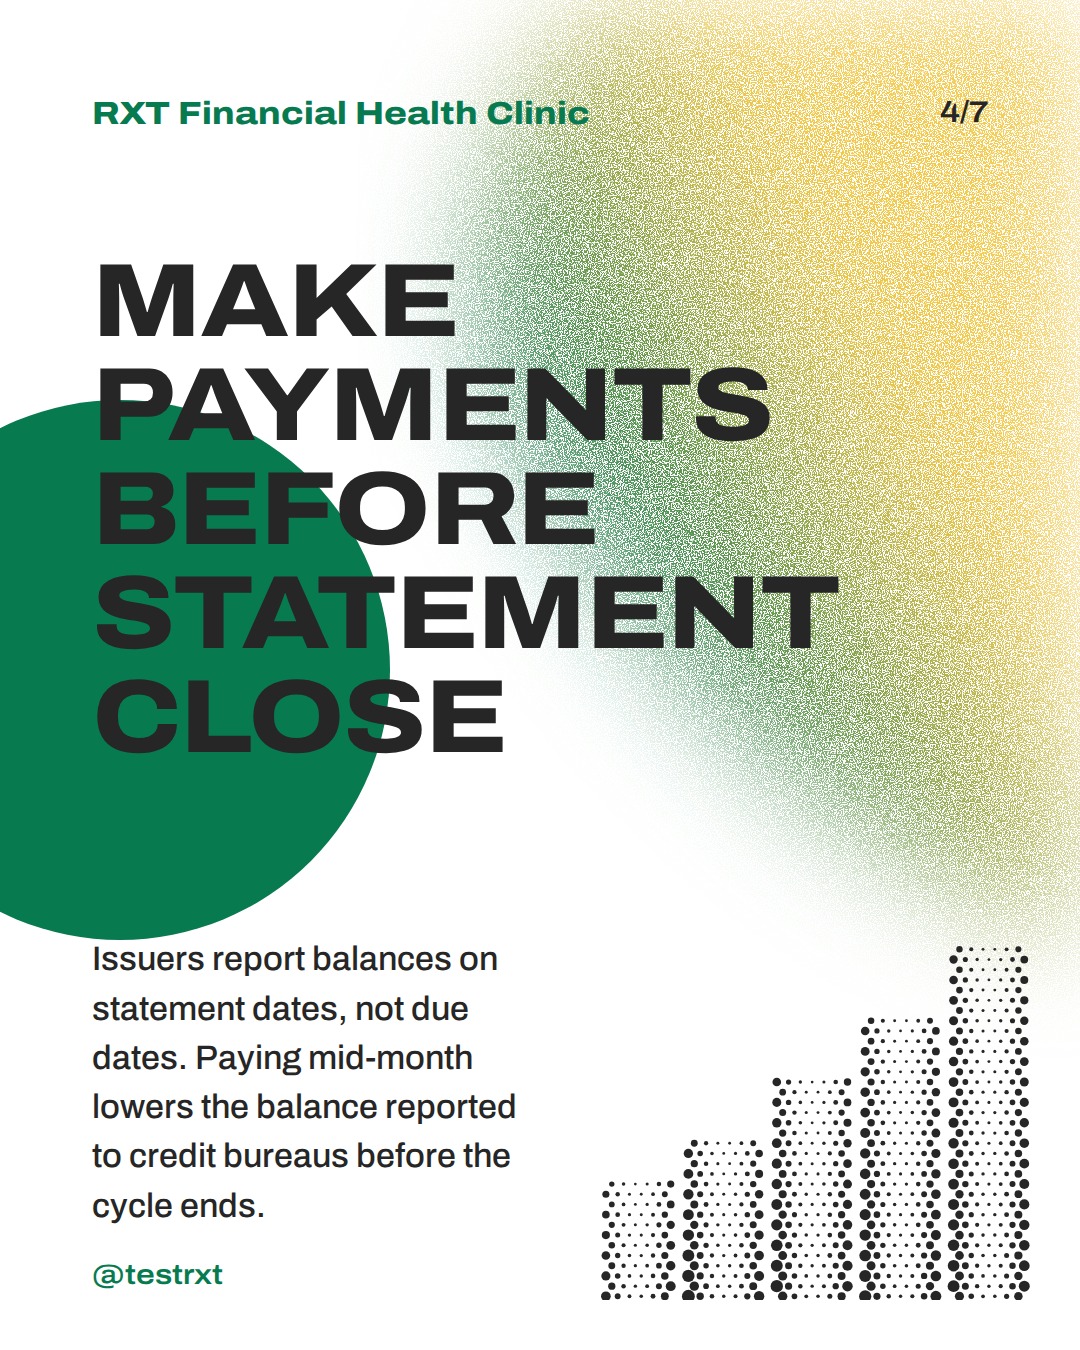 RXT Financial Health Clinic
4/7
MAKE
PAYMENTS
BEFORE
STATEMENT
CLOSE
Issuers report balances on
statement dates, not due
dates. Paying mid-month
lowers the balance reported
to credit bureaus before the
cycle ends.
@testrxt